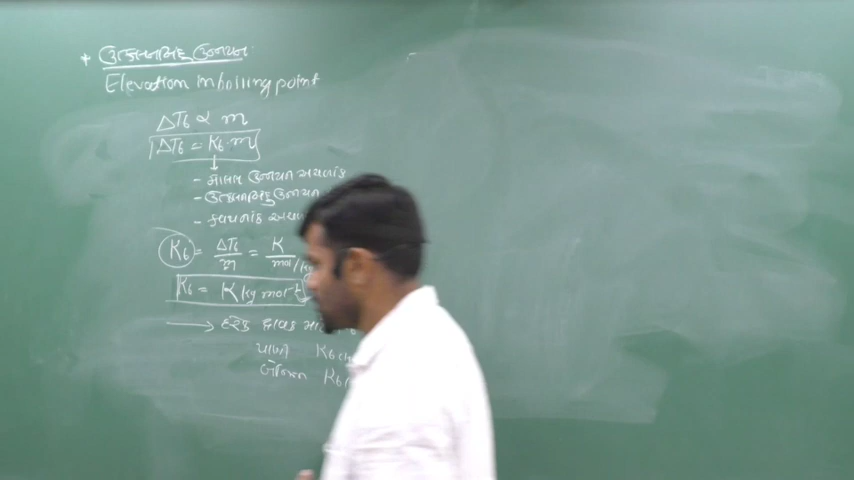 * ઉત્કલનબિંદુ ઉન્નયન
Elevation in boiling point
ΔTb ∝ m
ΔTb = Kb·m
↓
- મોલલ ઉન્નયન અચળાંક
- ઉત્કલનબિંદુ ઉન્નયન
- ક્વથનાંક
Kb = ΔTb/m = K/mol/kg
Kb = K kg mol⁻¹
→ દરેક દ્રાવક
પાણી Kb
બેન્ઝિન Kb